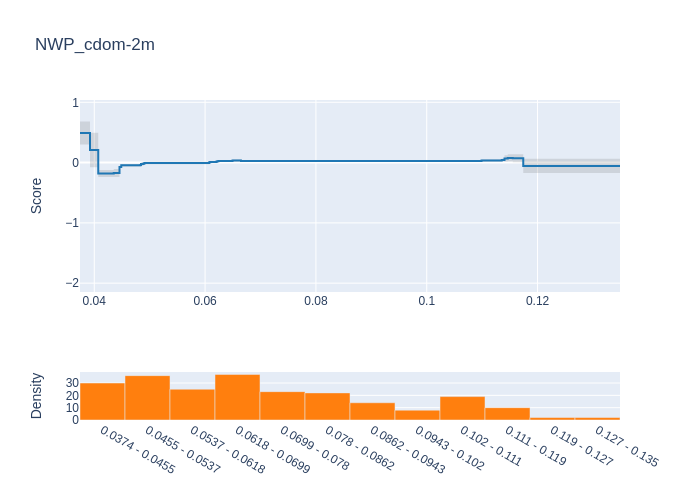 NWP_cdom-2m
1
0
−1
−2
Score
0.04
0.06
0.08
0.1
0.12
30
20
10
0
Density
0.0374 - 0.0455
0.0455 - 0.0537
0.0537 - 0.0618
0.0618 - 0.0699
0.0699 - 0.078
0.078 - 0.0862
0.0862 - 0.0943
0.0943 - 0.102
0.102 - 0.111
0.111 - 0.119
0.119 - 0.127
0.127 - 0.135